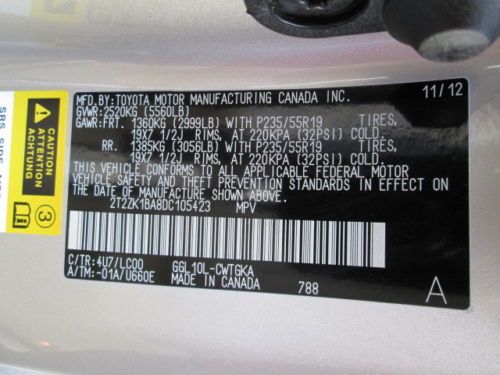 MFD.BY:TOYOTA MOTOR MANUFACTURING CANADA INC. 11/12
GVWR:2520KG (5560LB)
GAWR:FRT. 1360KG (2999LB) WITH P235/55R19 TIRES,
19X7 1/2J RIMS, AT 220KPA (32PSI) COLD.
RR. 1385KG (3056LB) WITH P235/55R19 TIRES,
19X7 1/2J RIMS, AT 220KPA (32PSI) COLD.
THIS VEHICLE CONFORMS TO ALL APPLICABLE FEDERAL MOTOR
VEHICLE SAFETY AND THEFT PREVENTION STANDARDS IN EFFECT ON
THE DATE OF MANUFACTURE SHOWN ABOVE.
2T2ZK1BA8DC105423 MPV
C/TR:4U7/LC00 GGL10L-CWTGKA
A/TM:-01A/U660E MADE IN CANADA 788 A
CAUTION
ATTENTION
ACHTUNG
3
SRS SIDE